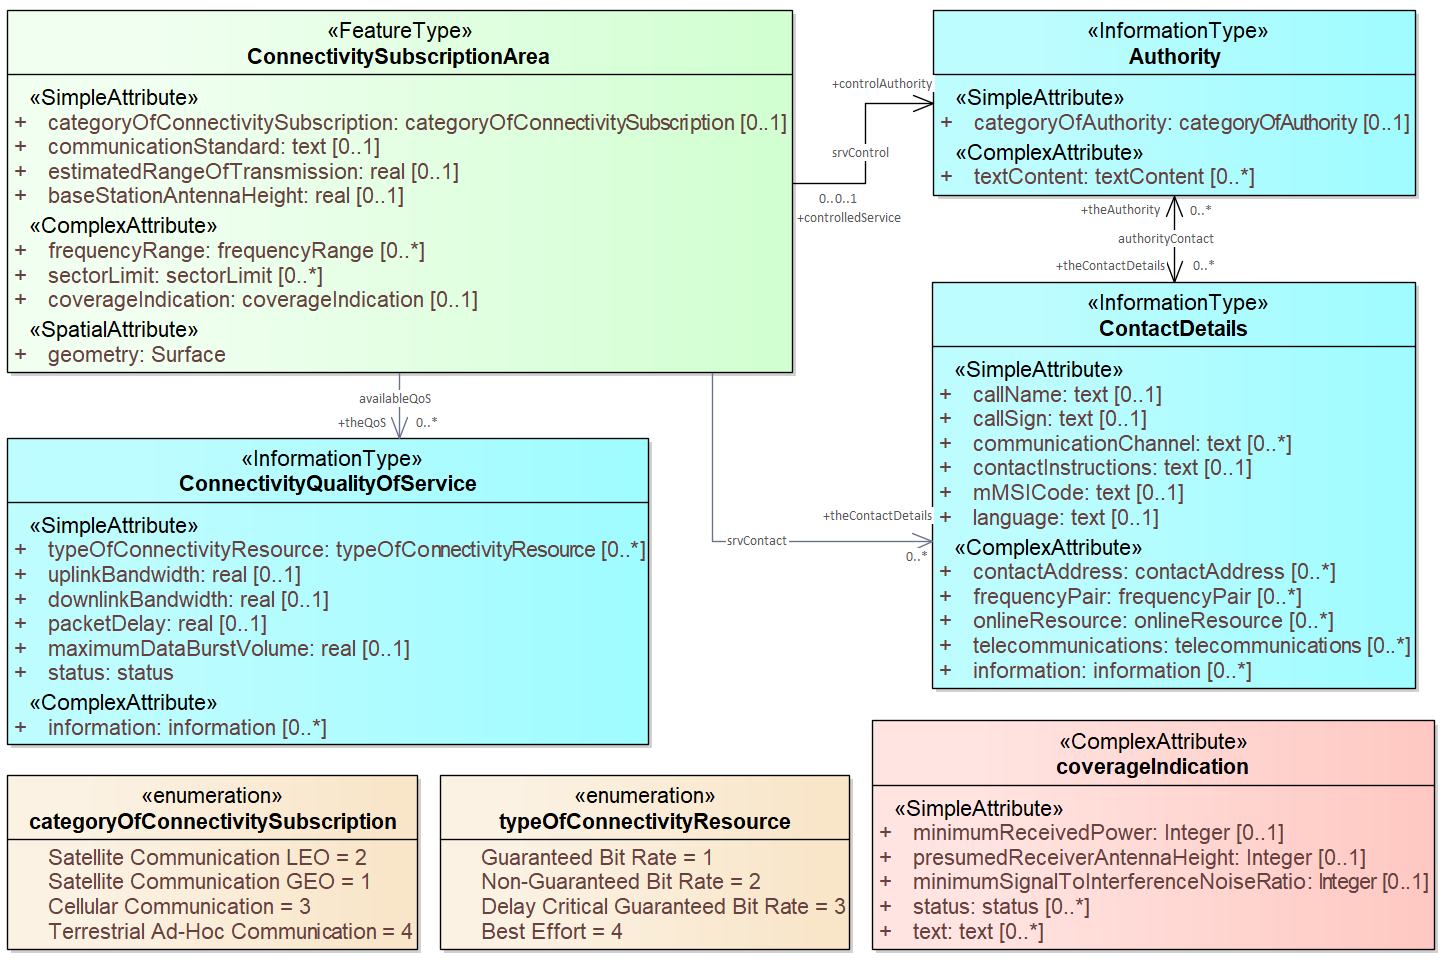 «FeatureType»
ConnectivitySubscriptionArea
«SimpleAttribute»
+ categoryOfConnectivitySubscription: categoryOfConnectivitySubscription [0..1]
+ communicationStandard: text [0..1]
+ estimatedRangeOfTransmission: real [0..1]
+ baseStationAntennaHeight: real [0..1]
«ComplexAttribute»
+ frequencyRange: frequencyRange [0..*]
+ sectorLimit: sectorLimit [0..*]
+ coverageIndication: coverageIndication [0..1]
«SpatialAttribute»
+ geometry: Surface
+controlAuthority
srvControl
0..0..1
+controlledService
«InformationType»
Authority
«SimpleAttribute»
+ categoryOfAuthority: categoryOfAuthority [0..1]
«ComplexAttribute»
+ textContent: textContent [0..*]
+theAuthority 0..*
authorityContact
+theContactDetails 0..*
«InformationType»
ContactDetails
«SimpleAttribute»
+ callName: text [0..1]
+ callSign: text [0..1]
+ communicationChannel: text [0..*]
+ contactInstructions: text [0..1]
+ mMSICode: text [0..1]
+ language: text [0..1]
«ComplexAttribute»
+ contactAddress: contactAddress [0..*]
+ frequencyPair: frequencyPair [0..*]
+ onlineResource: onlineResource [0..*]
+ telecommunications: telecommunications [0..*]
+ information: information [0..*]
availableQoS
+theQoS 0..*
+theContactDetails
srvContact
0..*
«InformationType»
ConnectivityQualityOfService
«SimpleAttribute»
+ typeOfConnectivityResource: typeOfConnectivityResource [0..*]
+ uplinkBandwidth: real [0..1]
+ downlinkBandwidth: real [0..1]
+ packetDelay: real [0..1]
+ maximumDataBurstVolume: real [0..1]
+ status: status
«ComplexAttribute»
+ information: information [0..*]
«enumeration»
categoryOfConnectivitySubscription
Satellite Communication LEO = 2
Satellite Communication GEO = 1
Cellular Communication = 3
Terrestrial Ad-Hoc Communication = 4
«enumeration»
typeOfConnectivityResource
Guaranteed Bit Rate = 1
Non-Guaranteed Bit Rate = 2
Delay Critical Guaranteed Bit Rate = 3
Best Effort = 4
«ComplexAttribute»
coverageIndication
«SimpleAttribute»
+ minimumReceivedPower: Integer [0..1]
+ presumedReceiverAntennaHeight: Integer [0..1]
+ minimumSignalToInterferenceNoiseRatio: Integer [0..1]
+ status: status [0..*]
+ text: text [0..*]